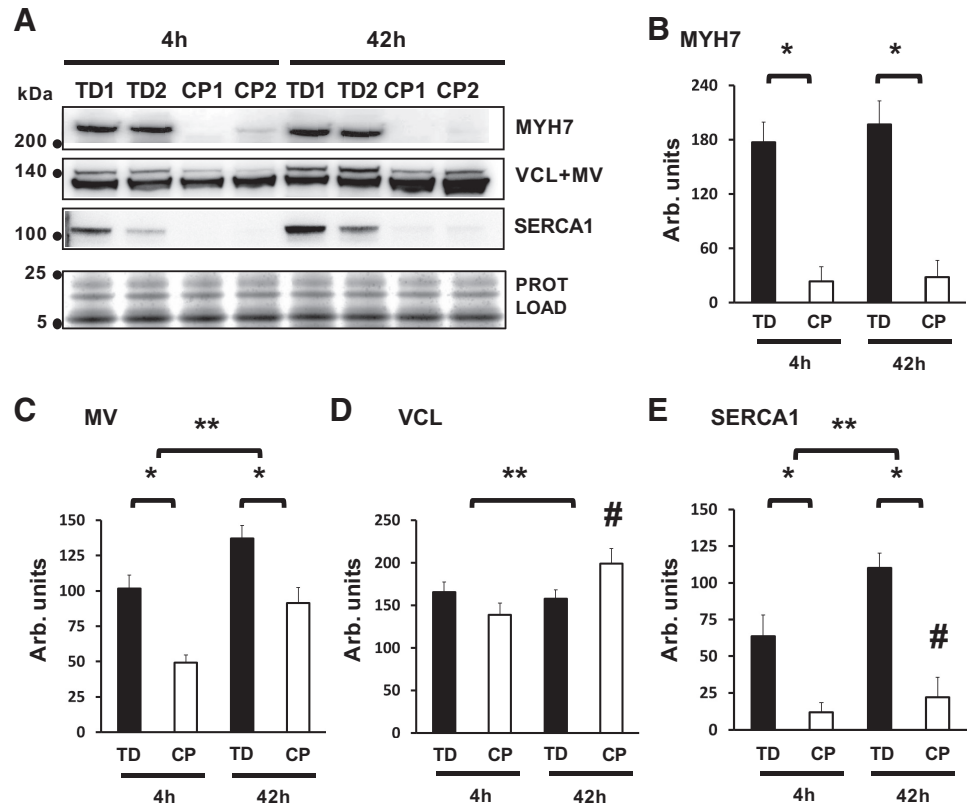 A
4h 42h
kDa TD1 TD2 CP1 CP2 TD1 TD2 CP1 CP2
200 MYH7
140 VCL+MV
100 SERCA1
25 PROT
LOAD
5
B MYH7
* *
240
180
120
60
0
Arb. units
TD CP TD CP
4h 42h
C MV
**
* *
150
125
100
75
50
25
0
Arb. units
TD CP TD CP
4h 42h
D VCL
**
#
250
200
150
100
50
0
Arb. units
TD CP TD CP
4h 42h
E SERCA1
**
* *
150
125
100
75
50
25
0
#
Arb. units
TD CP TD CP
4h 42h